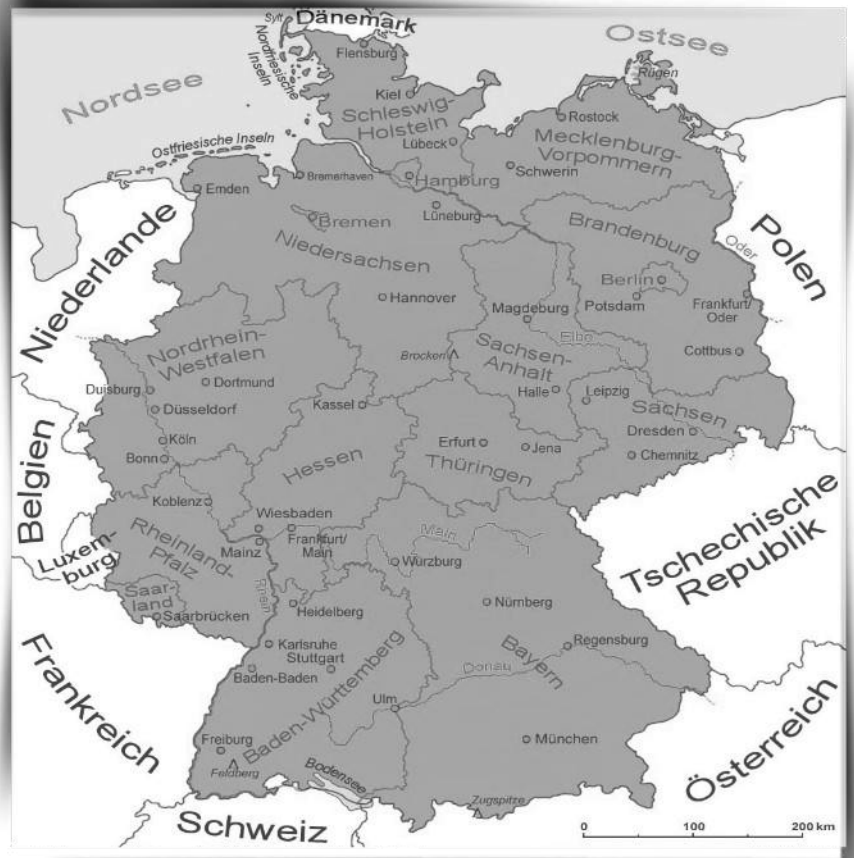 Sylt
Dänemark
Ostsee
Flensburg
Nordfriesische
Inseln
Rügen
Nordsee
Kiel
Schleswig-
Holstein
Rostock
Ostfriesische Inseln
Lübeck
Mecklenburg-
Vorpommern
Schwerin
Emden
Bremerhaven
Hamburg
Lüneburg
Bremen
Brandenburg
Niedersachsen
Oder
Polen
Niederlande
Berlin
Hannover
Magdeburg
Potsdam
Frankfurt/
Oder
Elbe
Nordrhein-
Westfalen
Brocken
Sachsen-
Anhalt
Cottbus
Duisburg
Dortmund
Halle
Leipzig
Düsseldorf
Kassel
Sachsen
Köln
Erfurt
Jena
Dresden
Bonn
Hessen
Thüringen
Chemnitz
Belgien
Koblenz
Wiesbaden
Tschechische
Republik
Luxem-
burg
Rheinland-
Pfalz
Mainz
Frankfurt/
Main
Main
Würzburg
Saar-
land
Rhein
Saarbrücken
Heidelberg
Nürnberg
Frankreich
Karlsruhe
Stuttgart
Regensburg
Baden-Baden
Baden-Württemberg
Donau
Bayern
Ulm
Freiburg
Feldberg
München
Österreich
Bodensee
Zugspitze
Schweiz
0 100 200 km